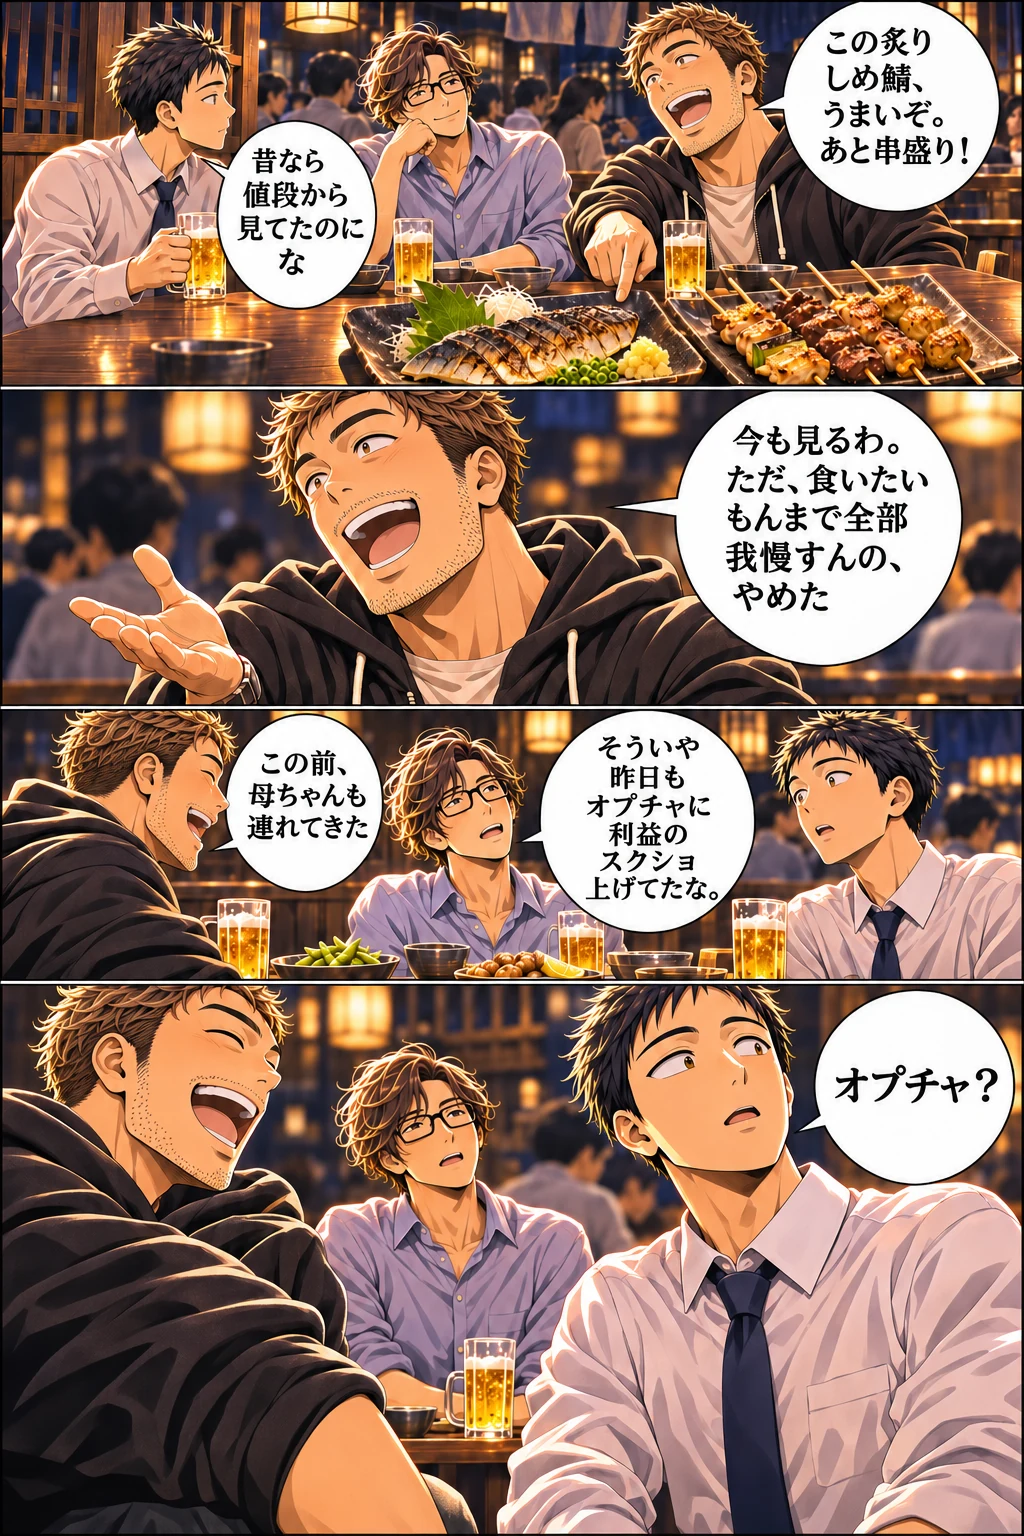 この炙り
しめ鯖、
うまいぞ。
あと串盛り!
昔なら
値段から
見てたのに
な
今も見るわ。
ただ、食いたい
もんまで全部
我慢すんの、
やめた
この前、
母ちゃんも
連れてきた
そういや
昨日も
オプチャに
利益の
スクショ
上げてたな。
オプチャ?